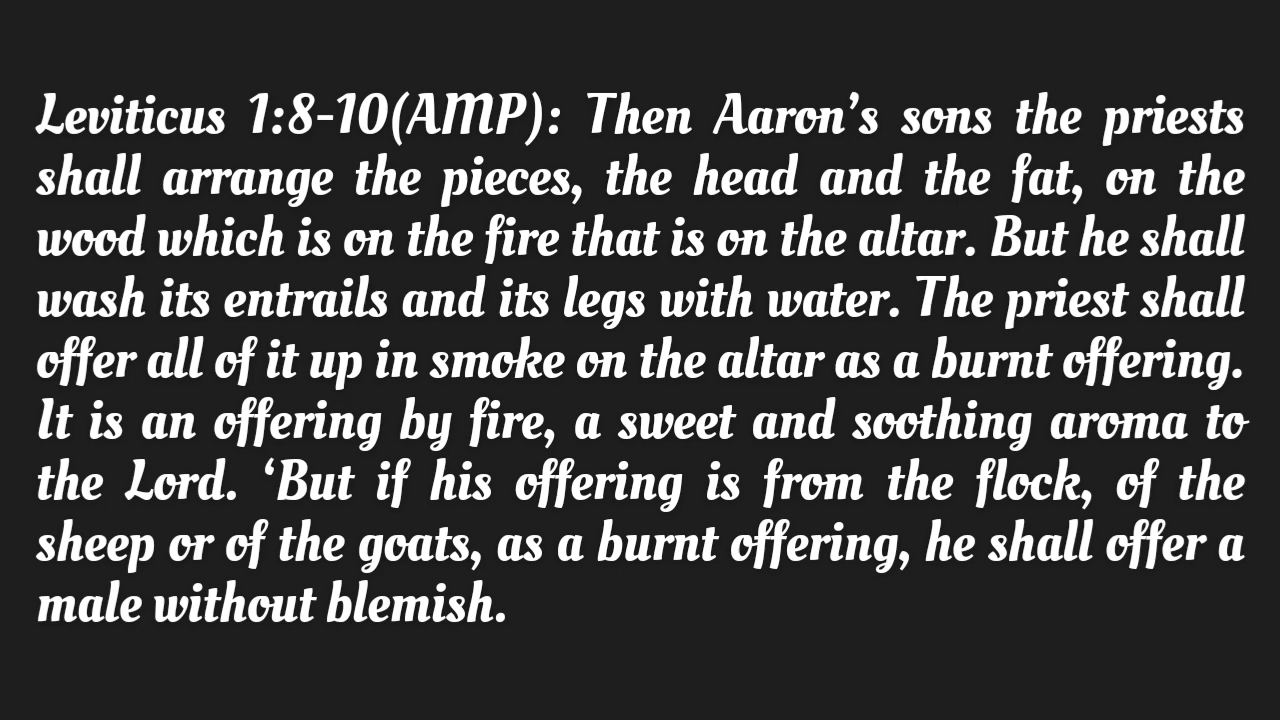 Leviticus 1:8-10(AMP): Then Aaron’s sons the priests
shall arrange the pieces, the head and the fat, on the
wood which is on the fire that is on the altar. But he shall
wash its entrails and its legs with water. The priest shall
offer all of it up in smoke on the altar as a burnt offering.
It is an offering by fire, a sweet and soothing aroma to
the Lord. ‘But if his offering is from the flock, of the
sheep or of the goats, as a burnt offering, he shall offer a
male without blemish.